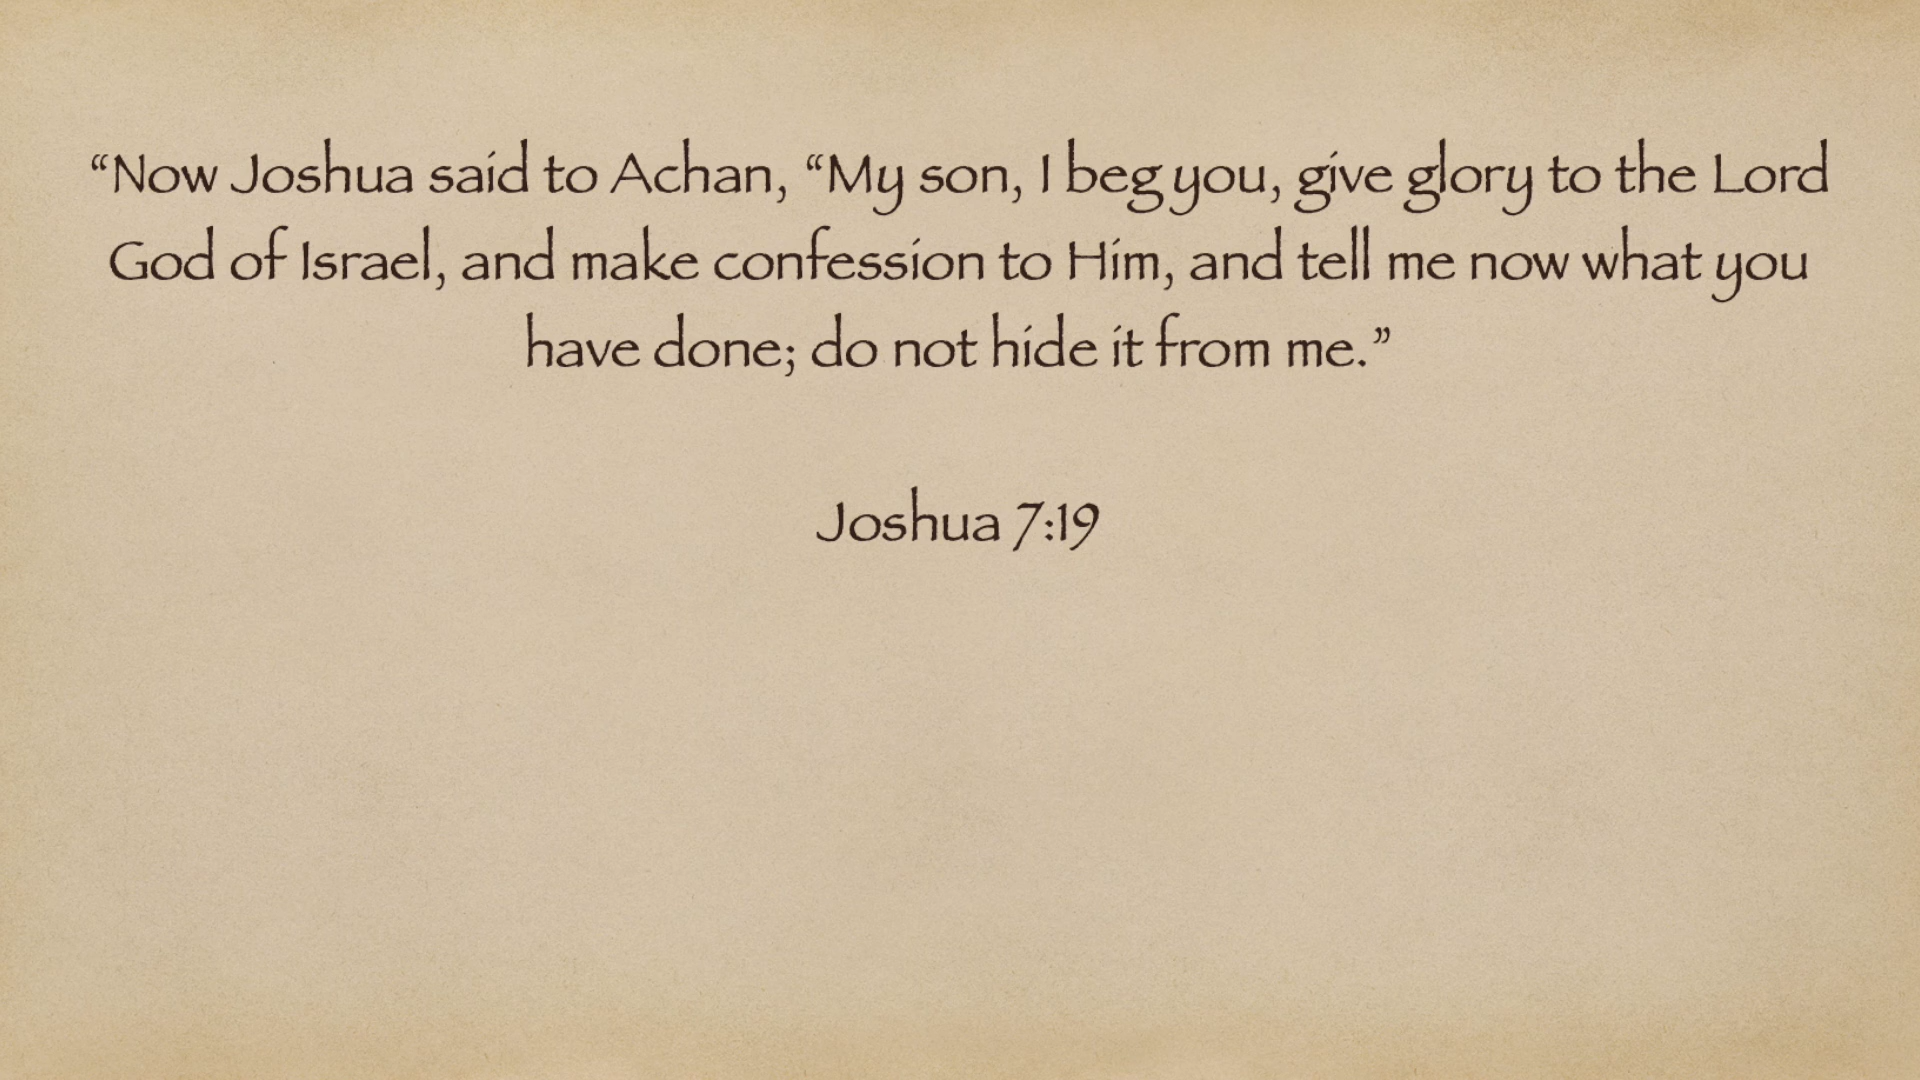 “Now Joshua said to Achan, “My son, I beg you, give glory to the Lord
God of Israel, and make confession to Him, and tell me now what you
have done; do not hide it from me.”
Joshua 7:19